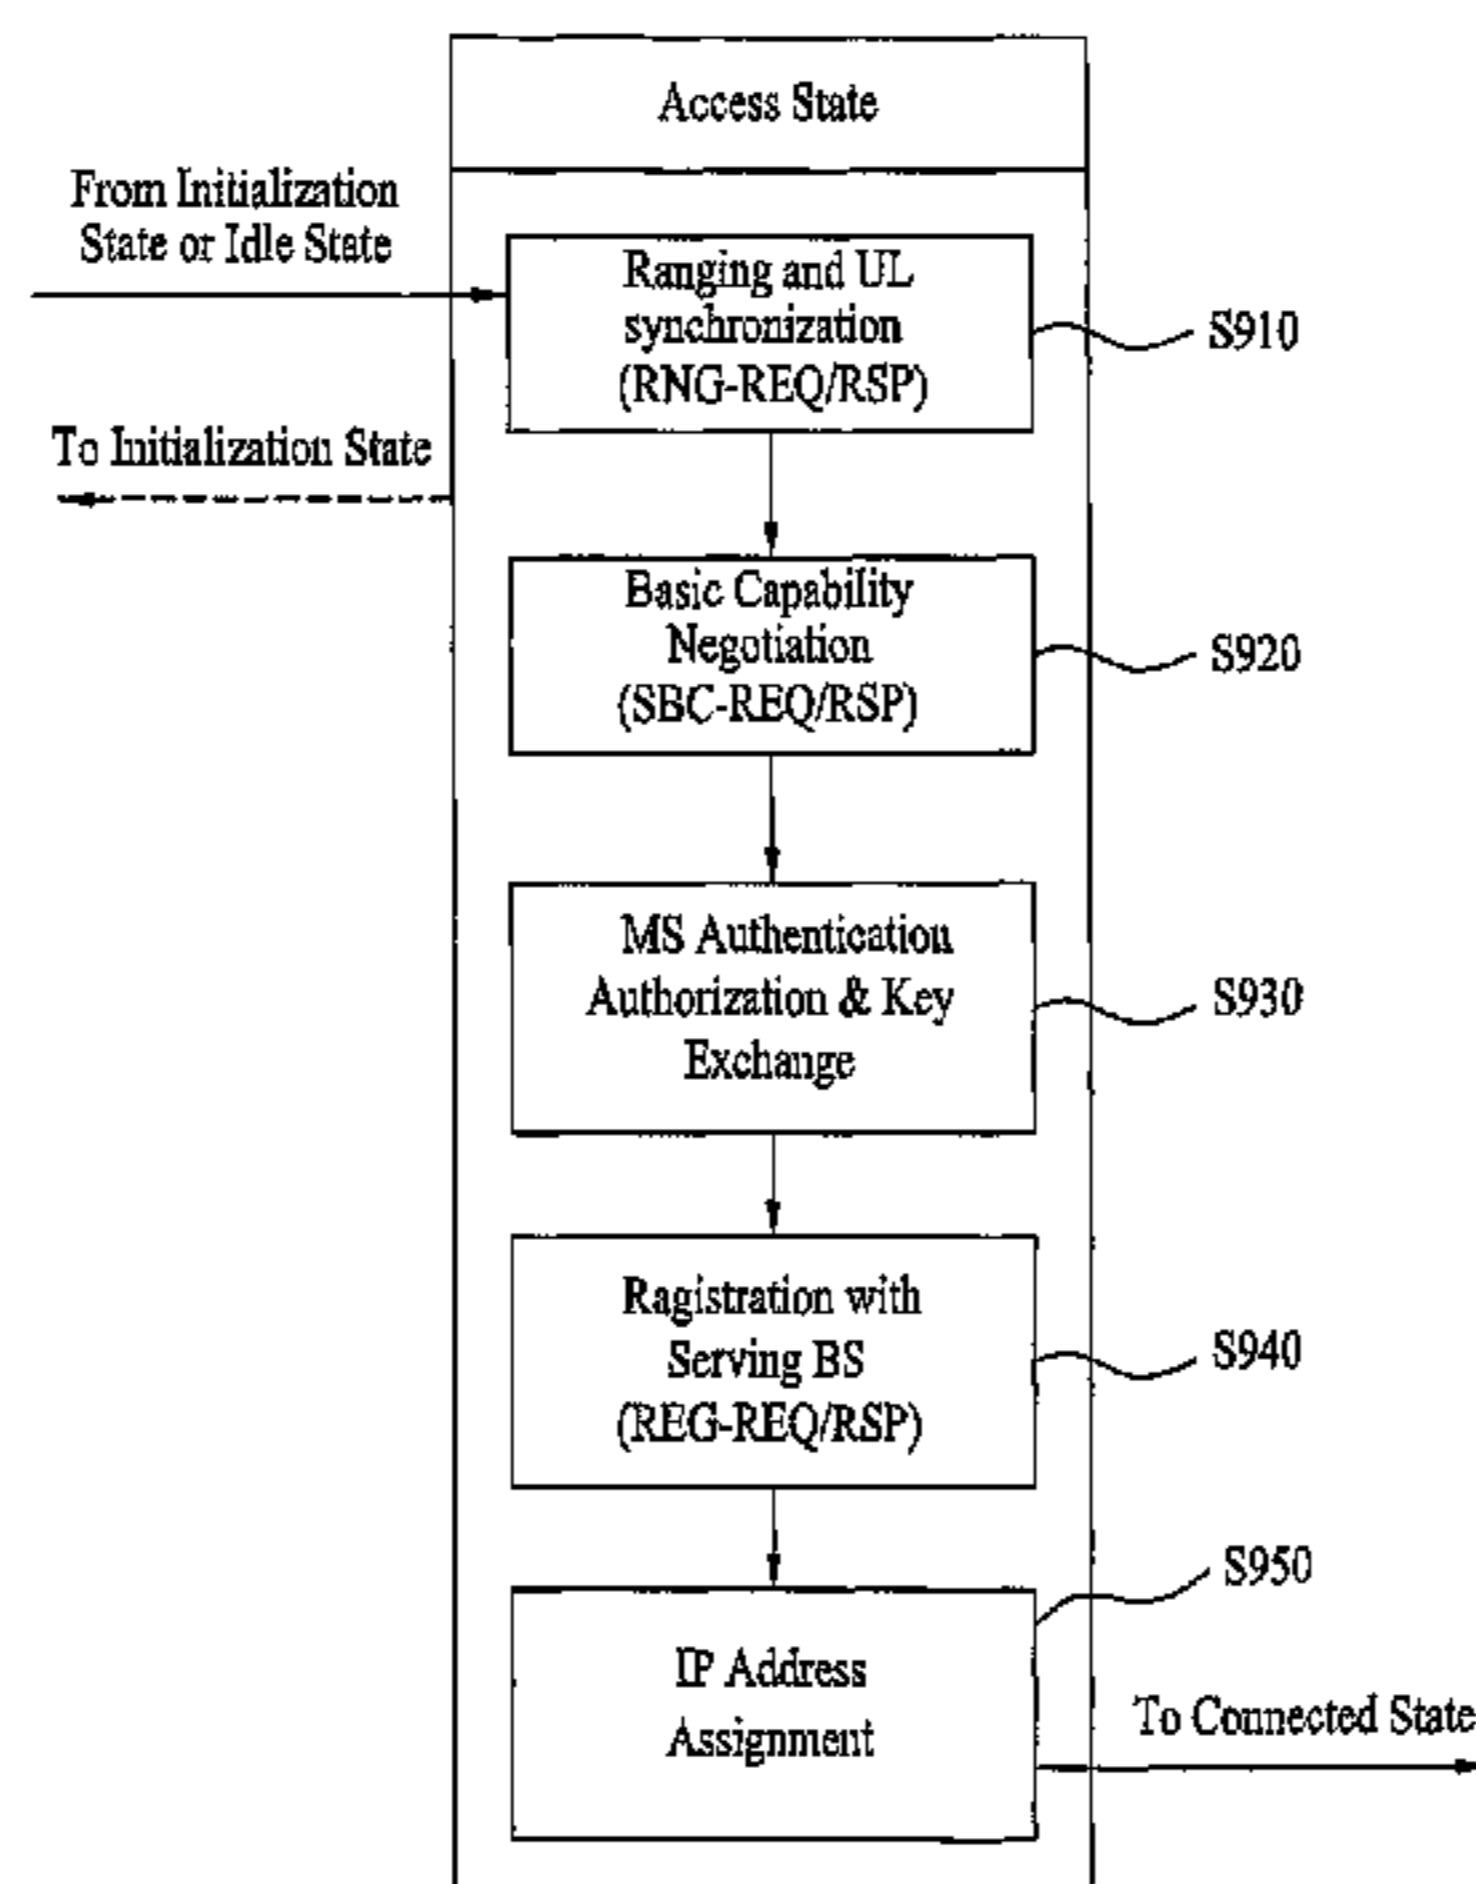 Access State
From Initialization
State or Idle State
Ranging and UL
synchronization
(RNG-REQ/RSP)
S910
To Initialization State
Basic Capability
Negotiation
(SBC-REQ/RSP)
S920
MS Authentication
Authorization & Key
Exchange
S930
Ragistration with
Serving BS
(REG-REQ/RSP)
S940
IP Address
Assignment
S950
To Connected State